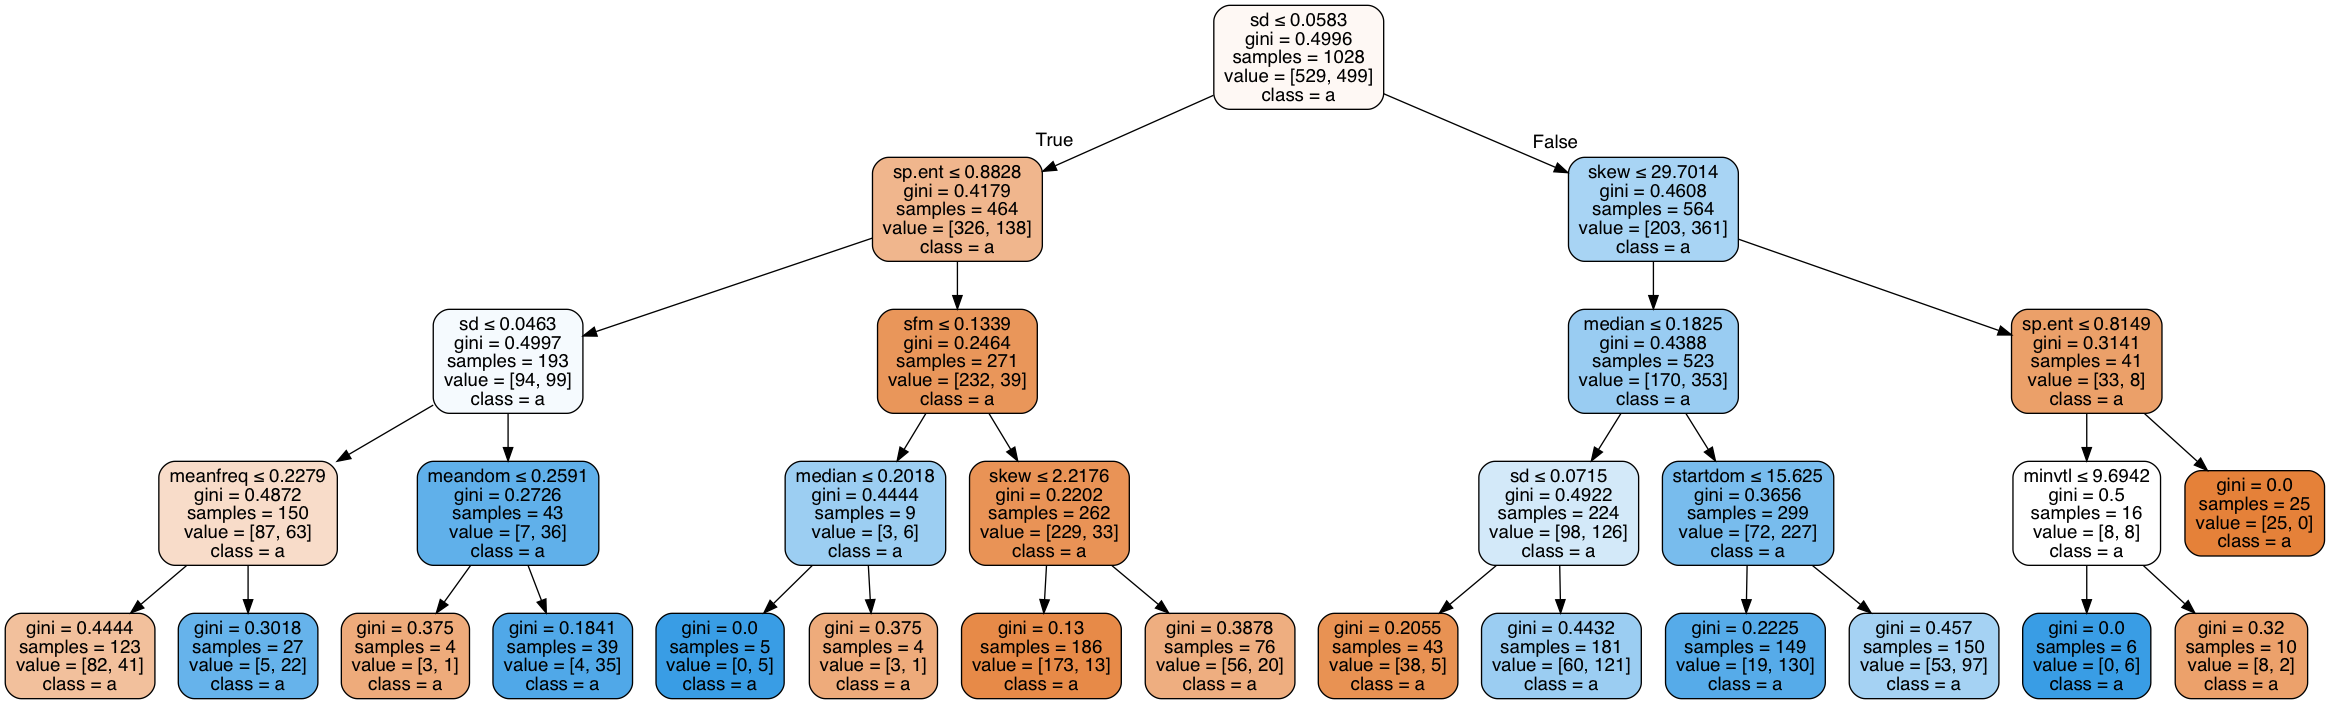 sd ≤ 0.0583
gini = 0.4996
samples = 1028
value = [529, 499]
class = a
True
False
sp.ent ≤ 0.8828
gini = 0.4179
samples = 464
value = [326, 138]
class = a
skew ≤ 29.7014
gini = 0.4608
samples = 564
value = [203, 361]
class = a
sd ≤ 0.0463
gini = 0.4997
samples = 193
value = [94, 99]
class = a
sfm ≤ 0.1339
gini = 0.2464
samples = 271
value = [232, 39]
class = a
median ≤ 0.1825
gini = 0.4388
samples = 523
value = [170, 353]
class = a
sp.ent ≤ 0.8149
gini = 0.3141
samples = 41
value = [33, 8]
class = a
meanfreq ≤ 0.2279
gini = 0.4872
samples = 150
value = [87, 63]
class = a
meandom ≤ 0.2591
gini = 0.2726
samples = 43
value = [7, 36]
class = a
median ≤ 0.2018
gini = 0.4444
samples = 9
value = [3, 6]
class = a
skew ≤ 2.2176
gini = 0.2202
samples = 262
value = [229, 33]
class = a
sd ≤ 0.0715
gini = 0.4922
samples = 224
value = [98, 126]
class = a
startdom ≤ 15.625
gini = 0.3656
samples = 299
value = [72, 227]
class = a
minvtl ≤ 9.6942
gini = 0.5
samples = 16
value = [8, 8]
class = a
gini = 0.0
samples = 25
value = [25, 0]
class = a
gini = 0.4444
samples = 123
value = [82, 41]
class = a
gini = 0.3018
samples = 27
value = [5, 22]
class = a
gini = 0.375
samples = 4
value = [3, 1]
class = a
gini = 0.1841
samples = 39
value = [4, 35]
class = a
gini = 0.0
samples = 5
value = [0, 5]
class = a
gini = 0.375
samples = 4
value = [3, 1]
class = a
gini = 0.13
samples = 186
value = [173, 13]
class = a
gini = 0.3878
samples = 76
value = [56, 20]
class = a
gini = 0.2055
samples = 43
value = [38, 5]
class = a
gini = 0.4432
samples = 181
value = [60, 121]
class = a
gini = 0.2225
samples = 149
value = [19, 130]
class = a
gini = 0.457
samples = 150
value = [53, 97]
class = a
gini = 0.0
samples = 6
value = [0, 6]
class = a
gini = 0.32
samples = 10
value = [8, 2]
class = a